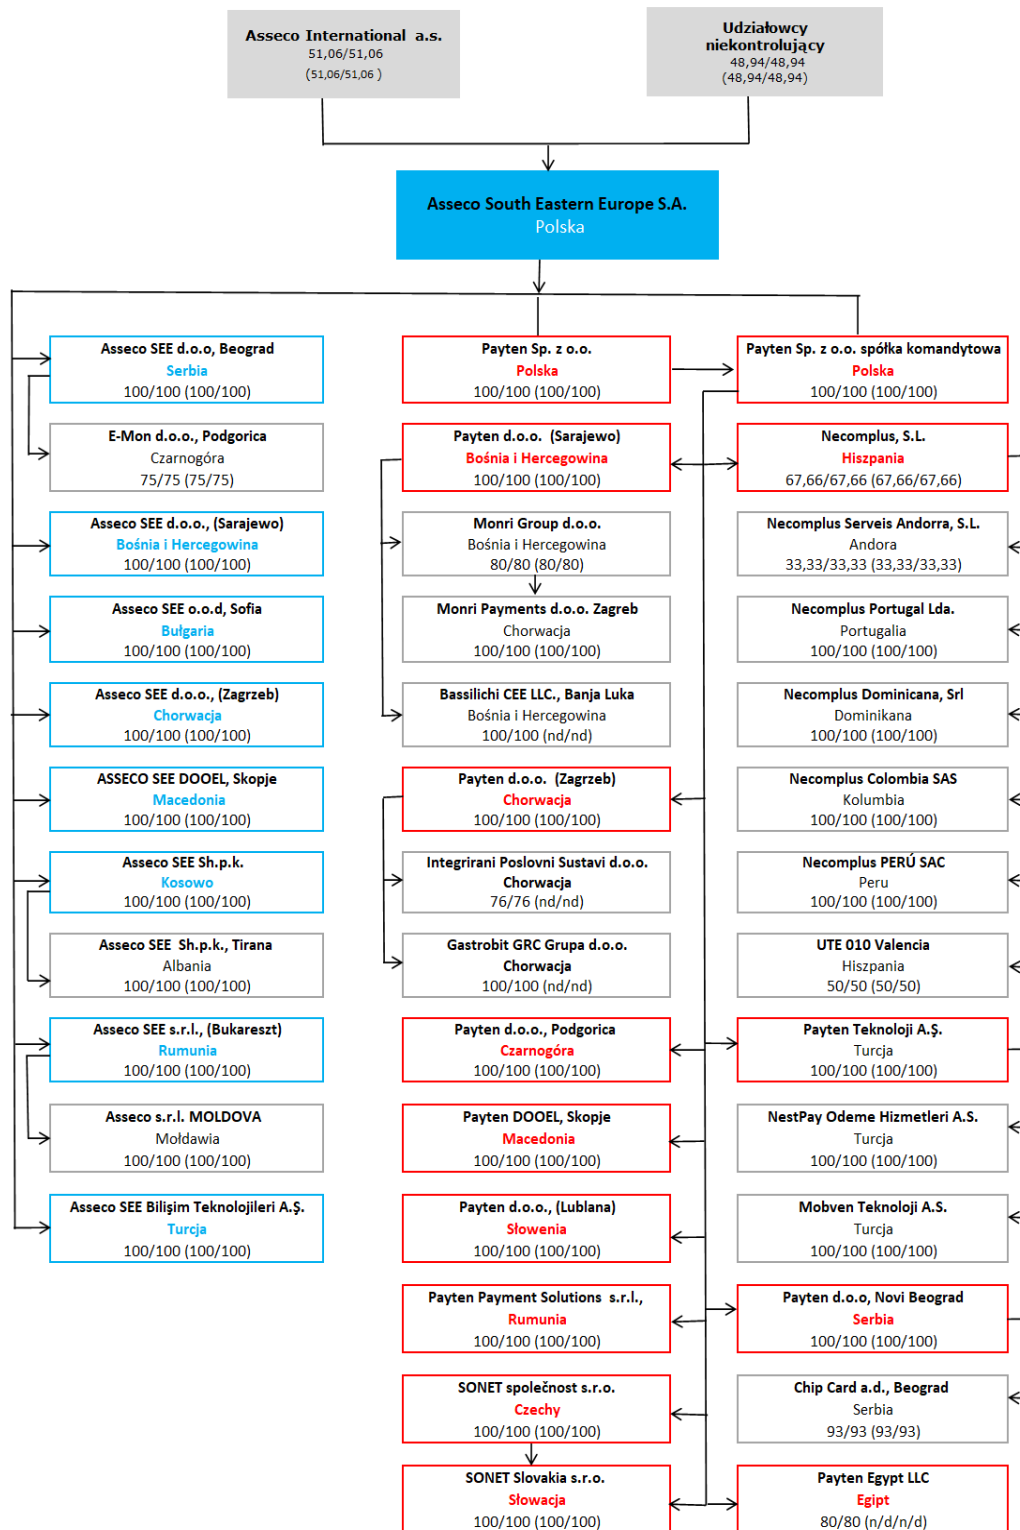 Asseco International a.s.
51,06/51,06
(51,06/51,06 )
Udziałowcy
niekontrolujący
48,94/48,94
(48,94/48,94)
Asseco South Eastern Europe S.A.
Polska
Asseco SEE d.o.o, Beograd
Serbia
100/100 (100/100)
E-Mon d.o.o., Podgorica
Czarnogóra
75/75 (75/75)
Asseco SEE d.o.o., (Sarajewo)
Bośnia i Hercegowina
100/100 (100/100)
Asseco SEE o.o.d, Sofia
Bułgaria
100/100 (100/100)
Asseco SEE d.o.o., (Zagrzeb)
Chorwacja
100/100 (100/100)
ASSECO SEE DOOEL, Skopje
Macedonia
100/100 (100/100)
Asseco SEE Sh.p.k.
Kosowo
100/100 (100/100)
Asseco SEE Sh.p.k., Tirana
Albania
100/100 (100/100)
Asseco SEE s.r.l., (Bukareszt)
Rumunia
100/100 (100/100)
Asseco s.r.l. MOLDOVA
Mołdawia
100/100 (100/100)
Asseco SEE Bilişim Teknolojileri A.Ş.
Turcja
100/100 (100/100)
Payten Sp. z o.o.
Polska
100/100 (100/100)
Payten d.o.o. (Sarajewo)
Bośnia i Hercegowina
100/100 (100/100)
Monri Group d.o.o.
Bośnia i Hercegowina
80/80 (80/80)
Monri Payments d.o.o. Zagreb
Chorwacja
100/100 (100/100)
Bassilichi CEE LLC., Banja Luka
Bośnia i Hercegowina
100/100 (nd/nd)
Payten d.o.o. (Zagrzeb)
Chorwacja
100/100 (100/100)
Integrirani Poslovni Sustavi d.o.o.
Chorwacja
76/76 (nd/nd)
Gastrobit GRC Grupa d.o.o.
Chorwacja
100/100 (nd/nd)
Payten d.o.o., Podgorica
Czarnogóra
100/100 (100/100)
Payten DOOEL, Skopje
Macedonia
100/100 (100/100)
Payten d.o.o., (Lublana)
Słowenia
100/100 (100/100)
Payten Payment Solutions s.r.l.,
Rumunia
100/100 (100/100)
SONET společnost s.r.o.
Czechy
100/100 (100/100)
SONET Slovakia s.r.o.
Słowacja
100/100 (100/100)
Payten Sp. z o.o. spółka komandytowa
Polska
100/100 (100/100)
Necomplus, S.L.
Hiszpania
67,66/67,66 (67,66/67,66)
Necomplus Serveis Andorra, S.L.
Andora
33,33/33,33 (33,33/33,33)
Necomplus Portugal Lda.
Portugalia
100/100 (100/100)
Necomplus Dominicana, Srl
Dominikana
100/100 (100/100)
Necomplus Colombia SAS
Kolumbia
100/100 (100/100)
Necomplus PERÚ SAC
Peru
100/100 (100/100)
UTE 010 Valencia
Hiszpania
50/50 (50/50)
Payten Teknoloji A.Ş.
Turcja
100/100 (100/100)
NestPay Odeme Hizmetleri A.S.
Turcja
100/100 (100/100)
Mobven Teknoloji A.S.
Turcja
100/100 (100/100)
Payten d.o.o, Novi Beograd
Serbia
100/100 (100/100)
Chip Card a.d., Beograd
Serbia
93/93 (93/93)
Payten Egypt LLC
Egipt
80/80 (n/d/n/d)